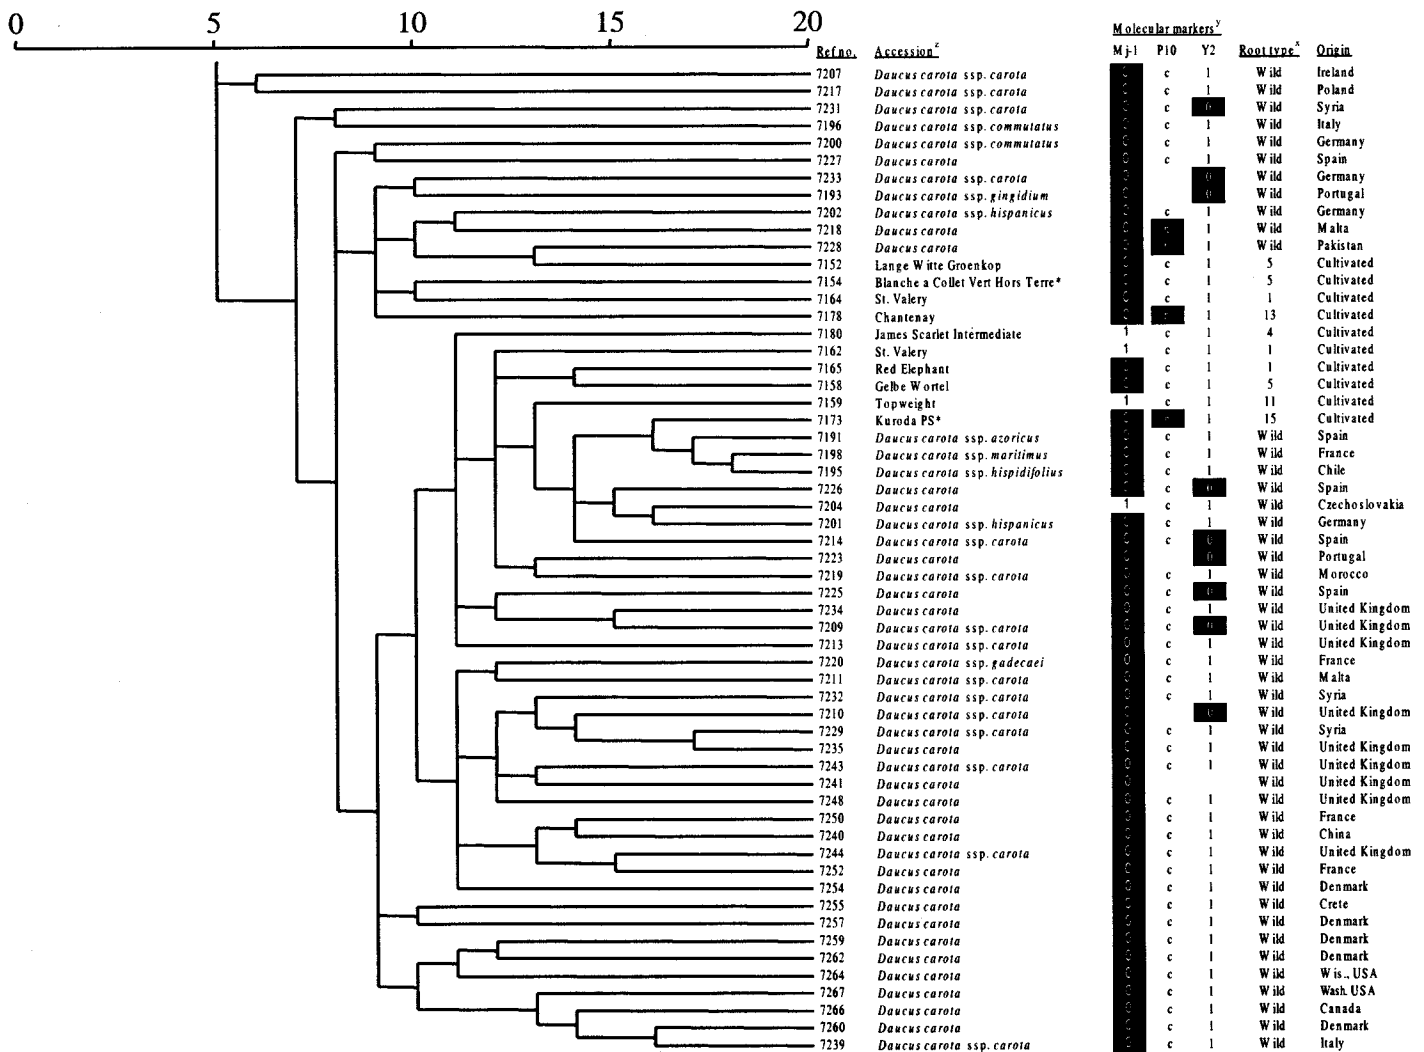 0 5 10 15 20
Molecular markers^y
Ref no. Accession^z Mj-1 P10 Y2 Root type^x Origin
7207 Daucus carota ssp. carota c 1 Wild Ireland
7217 Daucus carota ssp. carota c 1 Wild Poland
7231 Daucus carota ssp. carota c 0 Wild Syria
7196 Daucus carota ssp. commutatus c 1 Wild Italy
7200 Daucus carota ssp. commutatus c 1 Wild Germany
7227 Daucus carota c 1 Wild Spain
7233 Daucus carota ssp. carota 0 Wild Germany
7193 Daucus carota ssp. gingidium 0 Wild Portugal
7202 Daucus carota ssp. hispanicus c 1 Wild Germany
7218 Daucus carota 1 Wild Malta
7228 Daucus carota 1 Wild Pakistan
7152 Lange Witte Groenkop c 1 5 Cultivated
7154 Blanche a Collet Vert Hors Terre* c 1 5 Cultivated
7164 St. Valery c 1 1 Cultivated
7178 Chantenay 1 13 Cultivated
7180 James Scarlet Intermediate 1 c 1 4 Cultivated
7162 St. Valery 1 c 1 1 Cultivated
7165 Red Elephant c 1 1 Cultivated
7158 Gelbe Wortel c 1 5 Cultivated
7159 Topweight 1 c 1 11 Cultivated
7173 Kuroda PS* 1 15 Cultivated
7191 Daucus carota ssp. azoricus c 1 Wild Spain
7198 Daucus carota ssp. maritimus c 1 Wild France
7195 Daucus carota ssp. hispidifolius c 1 Wild Chile
7226 Daucus carota c 0 Wild Spain
7204 Daucus carota 1 c 1 Wild Czechoslovakia
7201 Daucus carota ssp. hispanicus c 1 Wild Germany
7214 Daucus carota ssp. carota c 0 Wild Spain
7223 Daucus carota 0 Wild Portugal
7219 Daucus carota ssp. carota c 1 Wild Morocco
7225 Daucus carota c 0 Wild Spain
7234 Daucus carota c 1 Wild United Kingdom
7209 Daucus carota ssp. carota c 0 Wild United Kingdom
7213 Daucus carota ssp. carota 0 c 1 Wild United Kingdom
7220 Daucus carota ssp. gadecaei 0 c 1 Wild France
7211 Daucus carota ssp. carota 0 c 1 Wild Malta
7232 Daucus carota ssp. carota c 1 Wild Syria
7210 Daucus carota ssp. carota 0 Wild United Kingdom
7229 Daucus carota ssp. carota c 1 Wild Syria
7235 Daucus carota 0 c 1 Wild United Kingdom
7243 Daucus carota ssp. carota 0 c 1 Wild United Kingdom
7241 Daucus carota Wild United Kingdom
7248 Daucus carota c 1 Wild United Kingdom
7250 Daucus carota c 1 Wild France
7240 Daucus carota c 1 Wild China
7244 Daucus carota ssp. carota c 1 Wild United Kingdom
7252 Daucus carota c 1 Wild France
7254 Daucus carota c 1 Wild Denmark
7255 Daucus carota c 1 Wild Crete
7257 Daucus carota c 1 Wild Denmark
7259 Daucus carota c 1 Wild Denmark
7262 Daucus carota c 1 Wild Denmark
7264 Daucus carota c 1 Wild Wis., USA
7267 Daucus carota c 1 Wild Wash. USA
7266 Daucus carota c 1 Wild Canada
7260 Daucus carota c 1 Wild Denmark
7239 Daucus carota ssp. carota c 1 Wild Italy